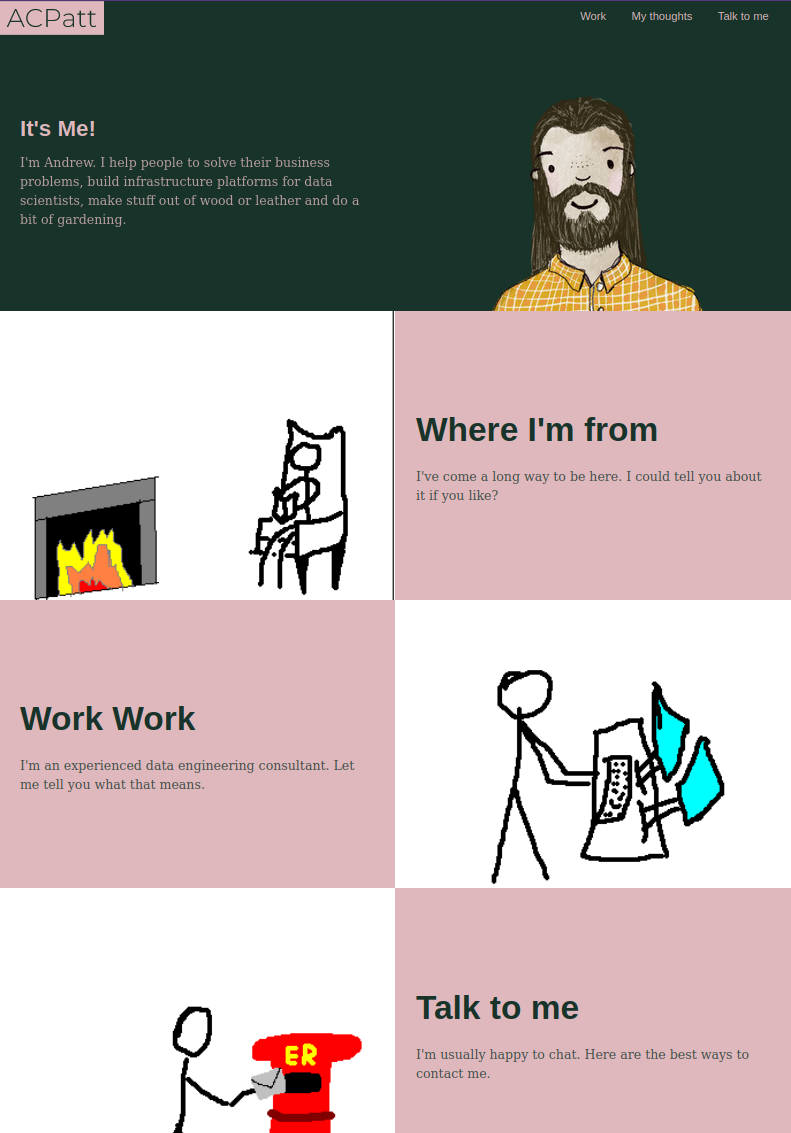 ACPatt
Work
My thoughts
Talk to me
It's Me!
I'm Andrew. I help people to solve their business
problems, build infrastructure platforms for data
scientists, make stuff out of wood or leather and do a
bit of gardening.
Where I'm from
I've come a long way to be here. I could tell you about
it if you like?
Work Work
I'm an experienced data engineering consultant. Let
me tell you what that means.
ER
Talk to me
I'm usually happy to chat. Here are the best ways to
contact me.